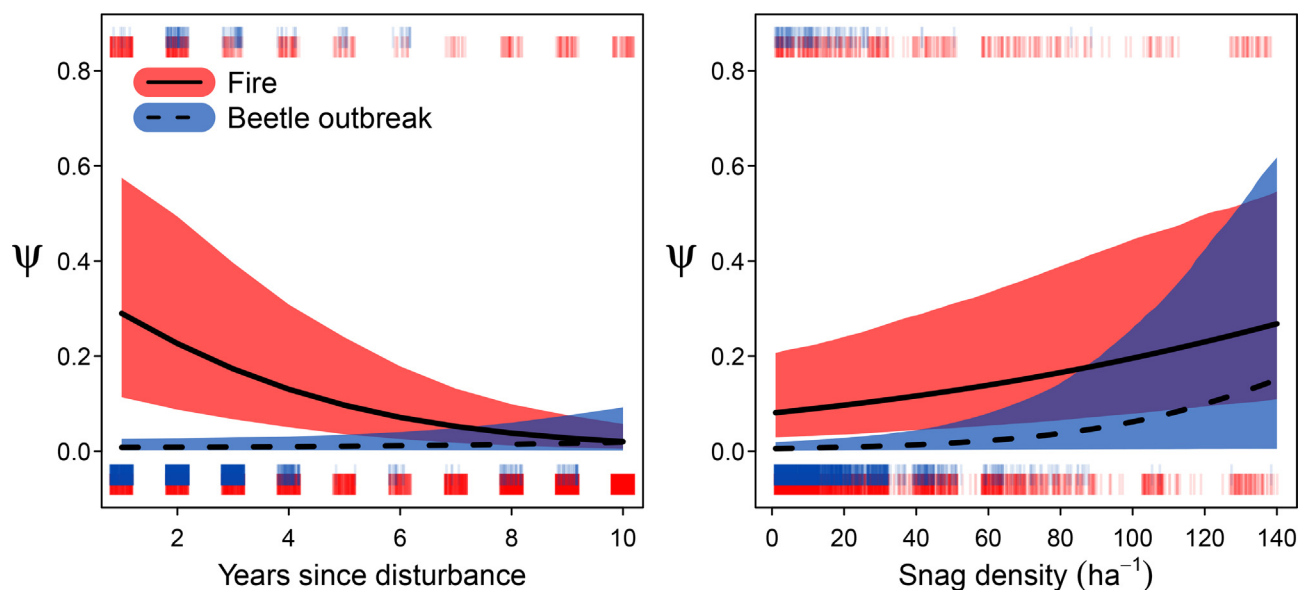 Fire
Beetle outbreak
ψ
0.8
0.6
0.4
0.2
0.0
2 4 6 8 10
Years since disturbance
ψ
0.8
0.6
0.4
0.2
0.0
0 20 40 60 80 100 120 140
Snag density (ha⁻¹)